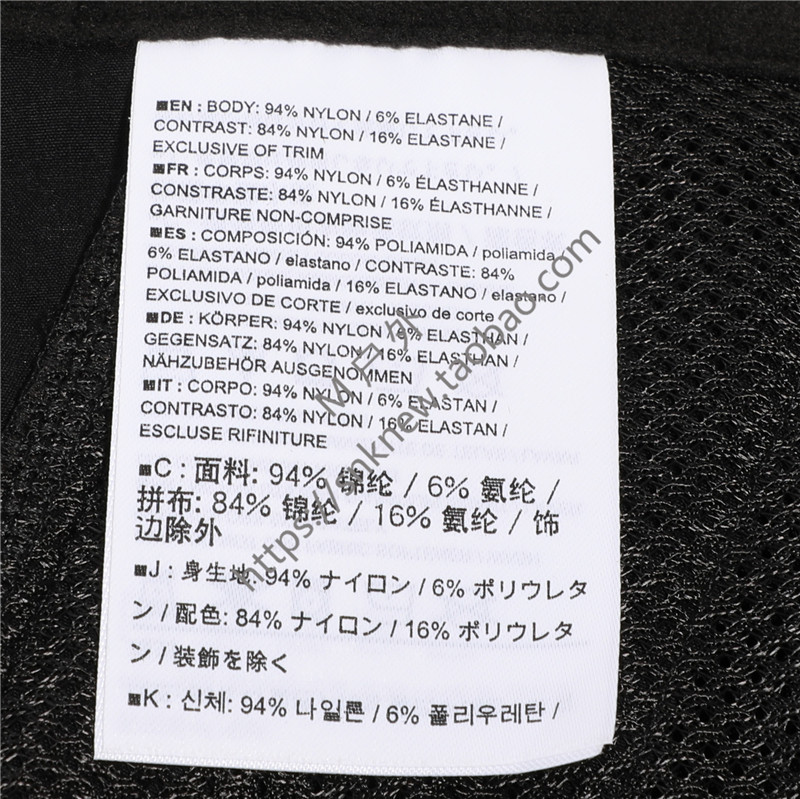 EN : BODY: 94% NYLON / 6% ELASTANE /
CONTRAST: 84% NYLON / 16% ELASTANE /
EXCLUSIVE OF TRIM
FR : CORPS: 94% NYLON / 6% ÉLASTHANNE /
CONSTRASTE: 84% NYLON / 16% ÉLASTHANNE /
GARNITURE NON-COMPRISE
ES : COMPOSICIÓN: 94% POLIAMIDA / poliamida /
6% ELASTANO / elastano / CONTRASTE: 84%
POLIAMIDA / poliamida / 16% ELASTANO / elastano /
EXCLUSIVO DE CORTE / exclusivo de corte
DE : KÖRPER: 94% NYLON / 6% ELASTHAN /
GEGENSATZ: 84% NYLON / 16% ELASTHAN /
NÄHZUBEHÖR AUSGENOMMEN
IT : CORPO: 94% NYLON / 6% ELASTAN /
CONTRASTO: 84% NYLON / 16% ELASTAN /
ESCLUSE RIFINITURE
C : 面料: 94% 锦纶 / 6% 氨纶 /
拼布: 84% 锦纶 / 16% 氨纶 / 饰
边除外
J : 身生地: 94% ナイロン / 6% ポリウレタ
ン / 配色: 84% ナイロン / 16% ポリウレタ
ン / 装飾を除く
K : 신체: 94% 나일론 / 6% 폴리우레탄 /
M户外
https://mknew.taobao.com